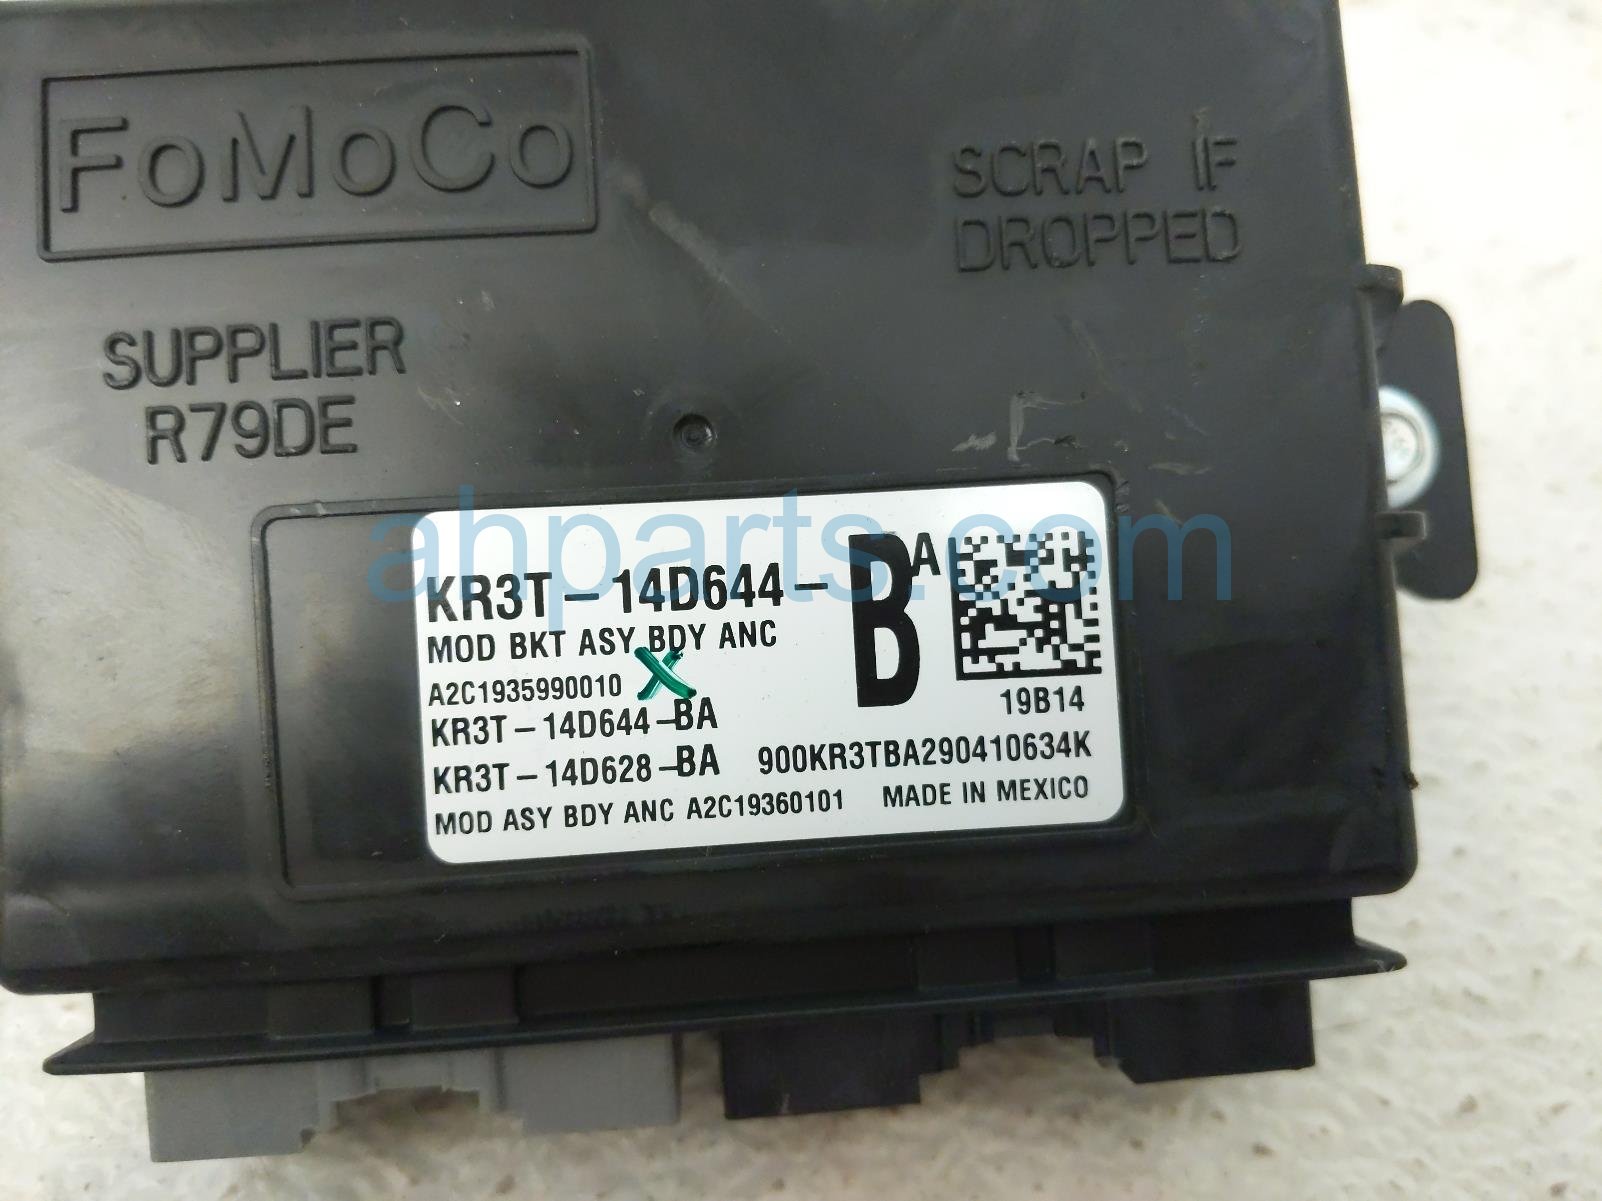 FoMoCo
SCRAP IF
DROPPED
SUPPLIER
R79DE
ahparts.com
KR3T-14D644-BA
MOD BKT ASY BDY ANC
A2C1935990010 X
KR3T-14D644-BA
19B14
KR3T-14D628-BA 900KR3TBA290410634K
MOD ASY BDY ANC A2C19360101 MADE IN MEXICO